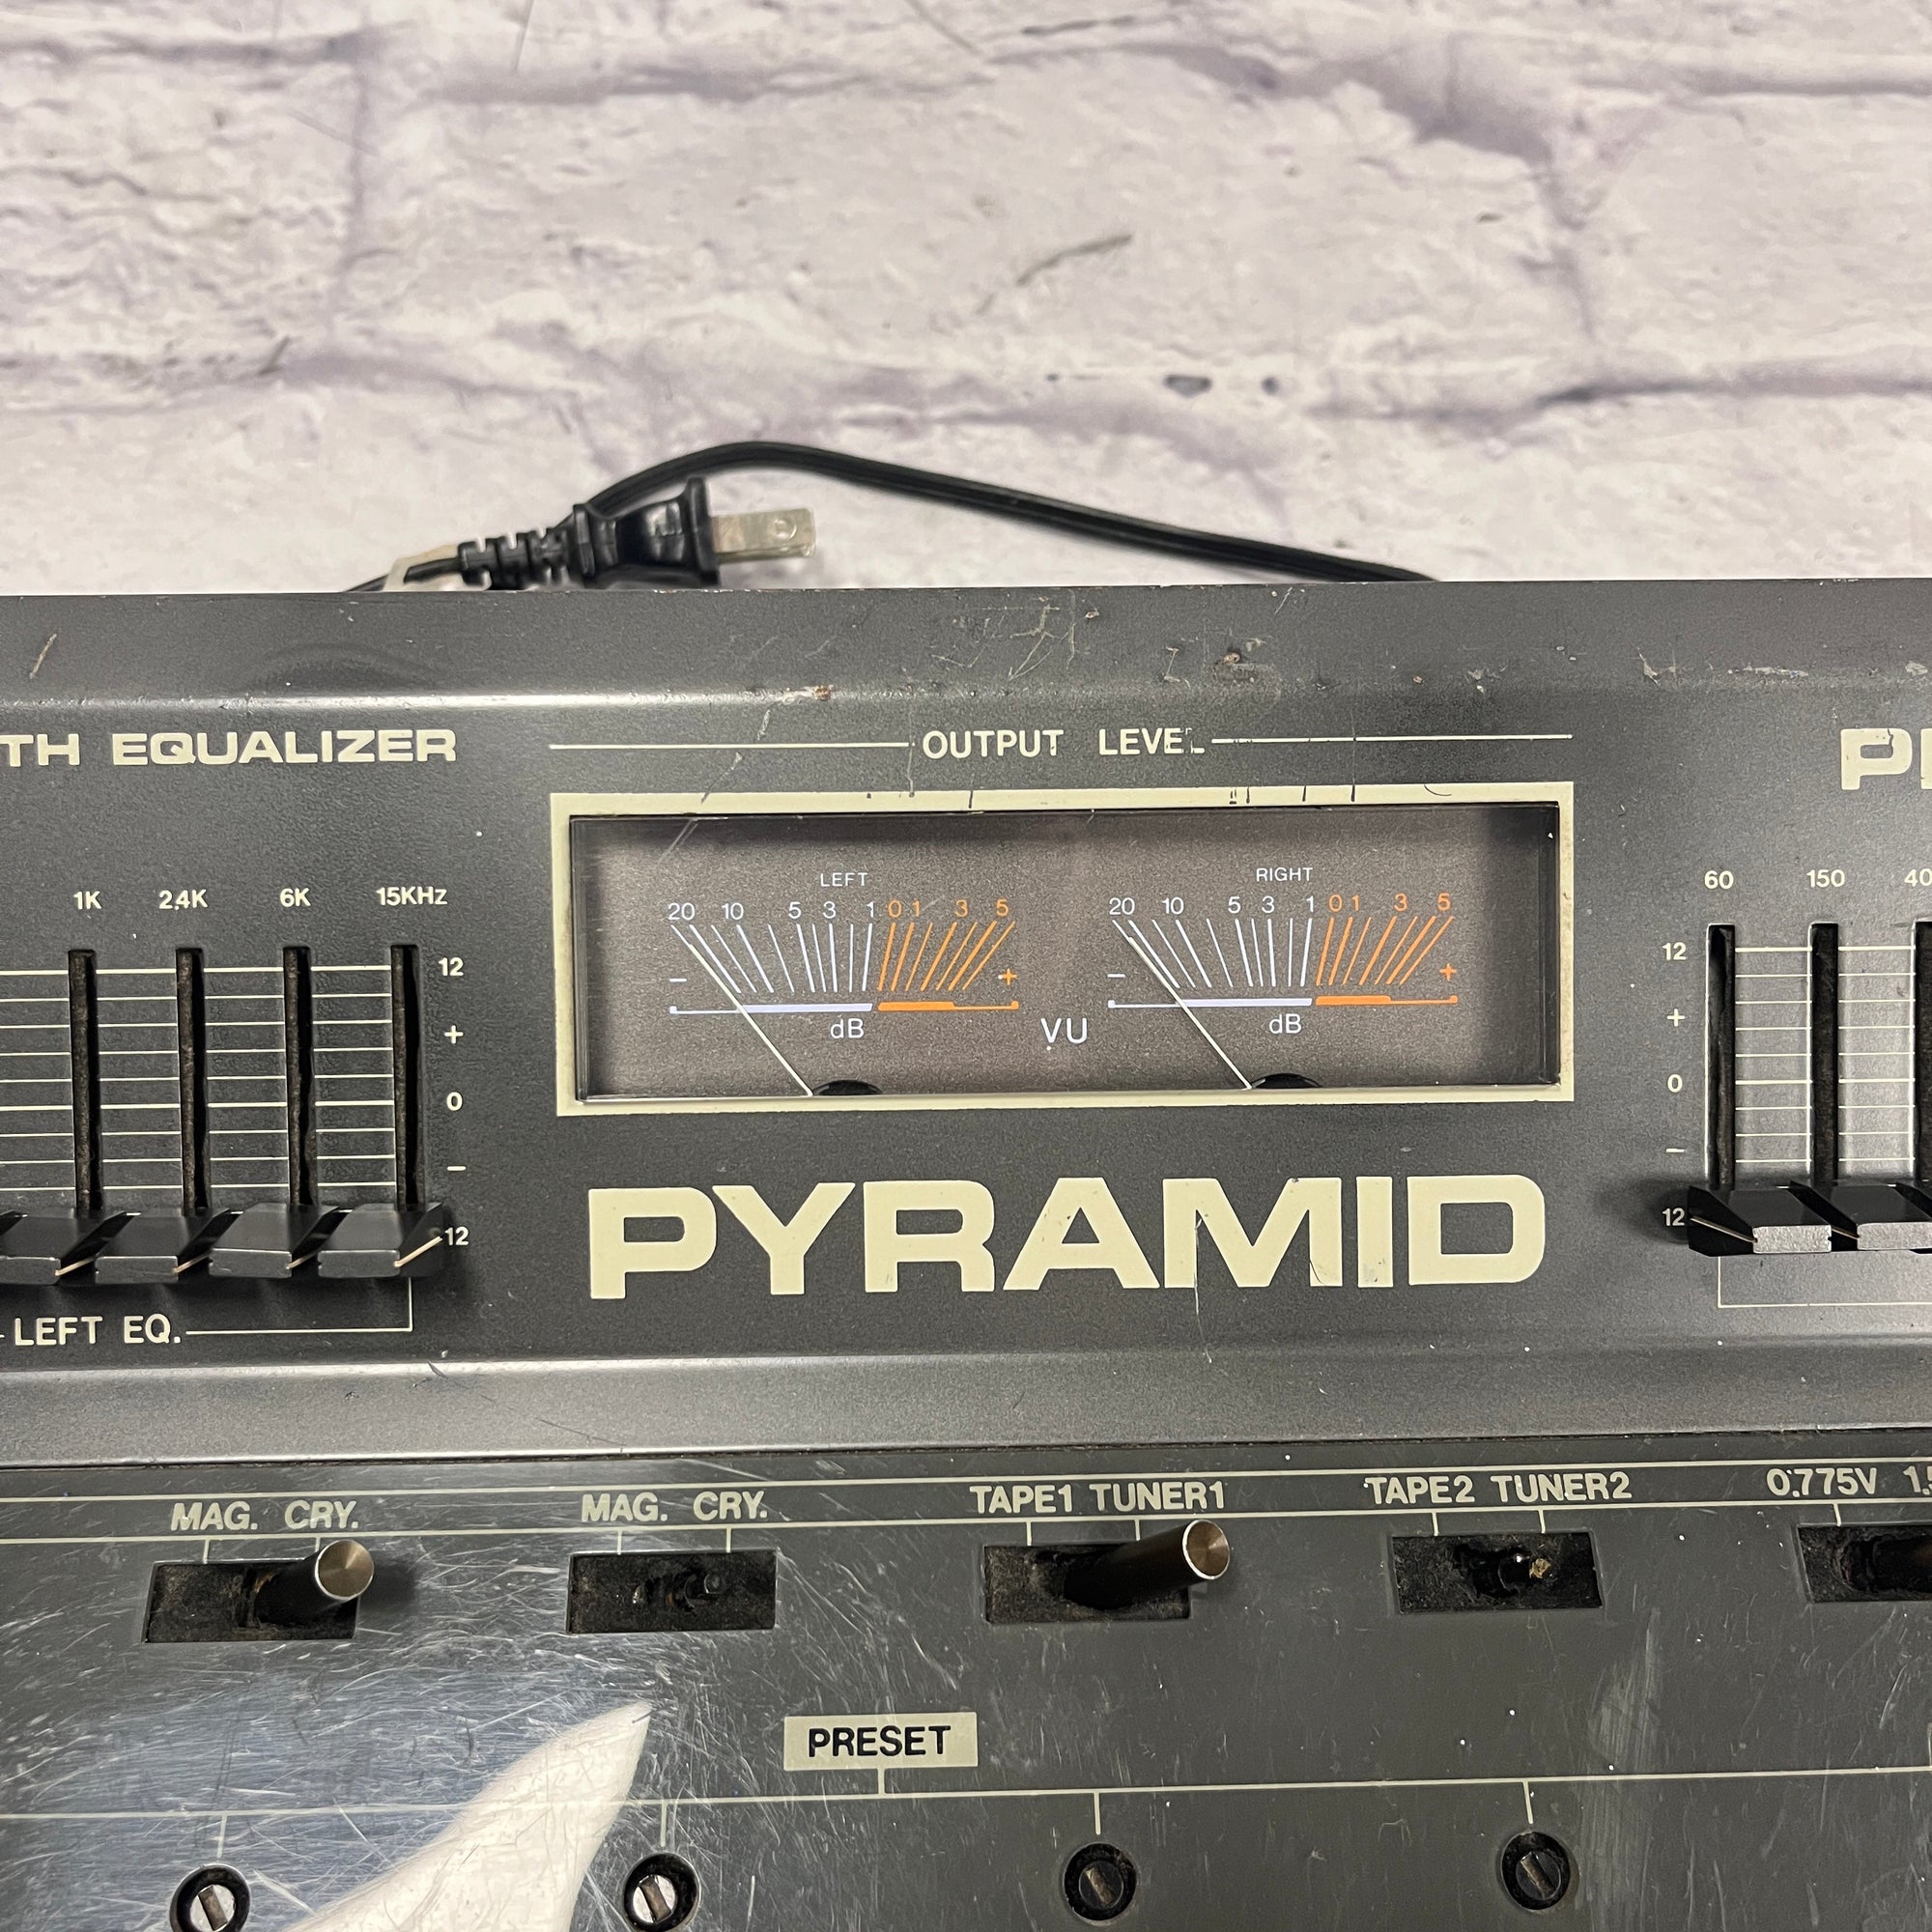 TH EQUALIZER
OUTPUT LEVEL
1K 2.4K 6K 15KHz
12
+
0
−
12
LEFT EQ.
LEFT
20 10 5 3 1 0 1 3 5
− +
dB
VU
RIGHT
20 10 5 3 1 0 1 3 5
− +
dB
PYRAMID
60 150 40
12
+
0
−
12
MAG. CRY.
MAG. CRY.
TAPE1 TUNER1
TAPE2 TUNER2
0.775V
PRESET